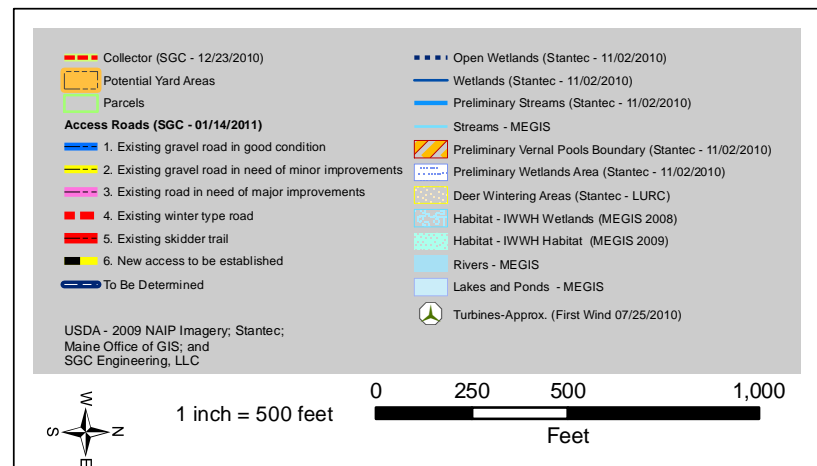 Collector (SGC - 12/23/2010)
Potential Yard Areas
Parcels
Access Roads (SGC - 01/14/2011)
1. Existing gravel road in good condition
2. Existing gravel road in need of minor improvements
3. Existing road in need of major improvements
4. Existing winter type road
5. Existing skidder trail
6. New access to be established
To Be Determined
USDA - 2009 NAIP Imagery; Stantec;
Maine Office of GIS; and
SGC Engineering, LLC
Open Wetlands (Stantec - 11/02/2010)
Wetlands (Stantec - 11/02/2010)
Preliminary Streams (Stantec - 11/02/2010)
Streams - MEGIS
Preliminary Vernal Pools Boundary (Stantec - 11/02/2010)
Preliminary Wetlands Area (Stantec - 11/02/2010)
Deer Wintering Areas (Stantec - LURC)
Habitat - IWWH Wetlands (MEGIS 2008)
Habitat - IWWH Habitat (MEGIS 2009)
Rivers - MEGIS
Lakes and Ponds - MEGIS
Turbines-Approx. (First Wind 07/25/2010)
W
S
N
E
1 inch = 500 feet
0 250 500 1,000
Feet